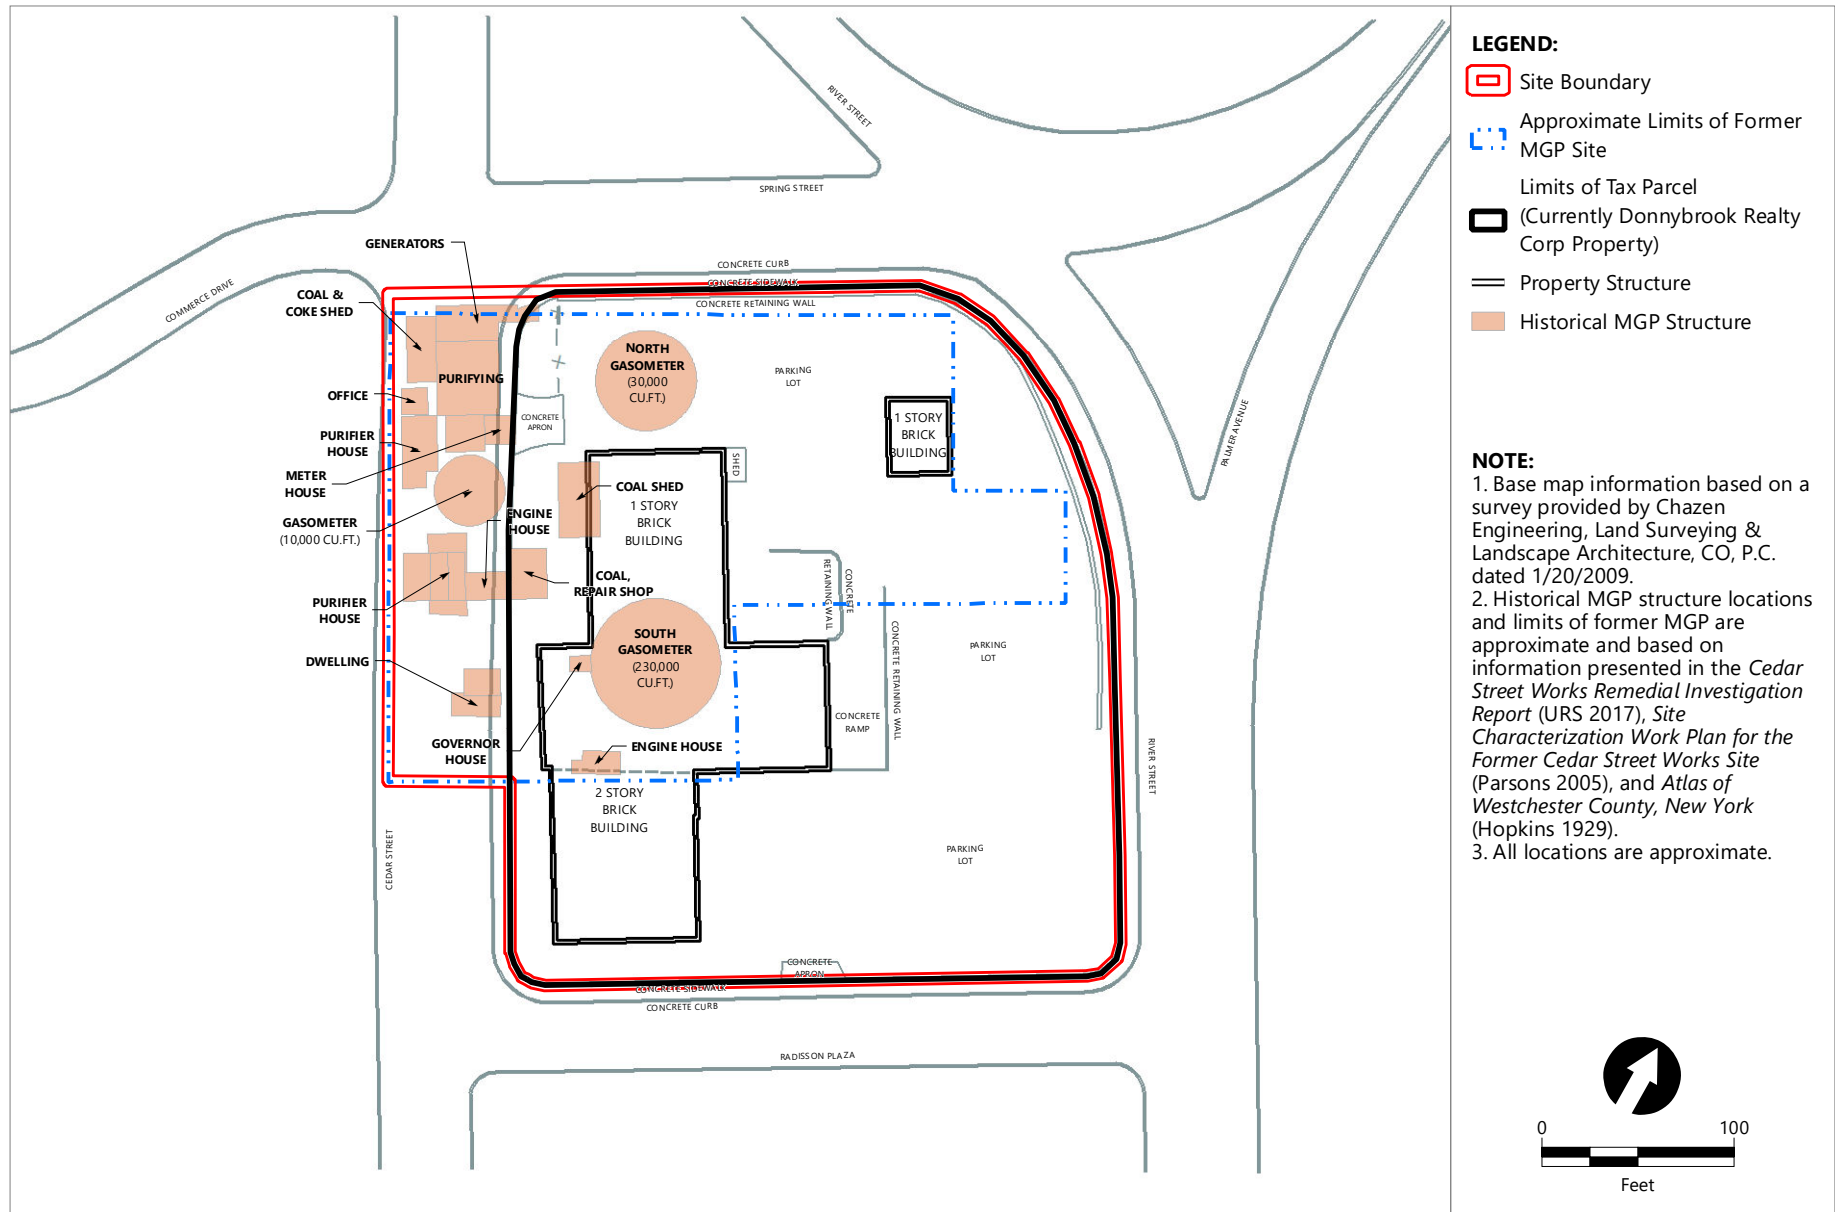 RIVER STREET
SPRING STREET
GENERATORS
CONCRETE CURB
CONCRETE SIDEWALK
CONCRETE RETAINING WALL
COMMERCE DRIVE
COAL &
COKE SHED
NORTH
GASOMETER
(30,000
CU.FT.)
PARKING
LOT
PURIFYING
OFFICE
CONCRETE
APRON
1 STORY
BRICK
BUILDING
PALMER AVENUE
PURIFIER
HOUSE
METER
HOUSE
SHED
COAL SHED
1 STORY
BRICK
BUILDING
ENGINE
HOUSE
GASOMETER
(10,000 CU.FT.)
CONCRETE
RETAINING WALL
COAL,
REPAIR SHOP
PURIFIER
HOUSE
SOUTH
GASOMETER
(230,000
CU.FT.)
CONCRETE RETAINING WALL
PARKING
LOT
DWELLING
CONCRETE
RAMP
GOVERNOR
HOUSE
ENGINE HOUSE
RIVER STREET
2 STORY
BRICK
BUILDING
CEDAR STREET
PARKING
LOT
CONCRETE
APRON
CONCRETE SIDEWALK
CONCRETE CURB
RADISSON PLAZA
LEGEND:
Site Boundary
Approximate Limits of Former
MGP Site
Limits of Tax Parcel
(Currently Donnybrook Realty
Corp Property)
Property Structure
Historical MGP Structure
NOTE:
1. Base map information based on a
survey provided by Chazen
Engineering, Land Surveying &
Landscape Architecture, CO, P.C.
dated 1/20/2009.
2. Historical MGP structure locations
and limits of former MGP are
approximate and based on
information presented in the Cedar
Street Works Remedial Investigation
Report (URS 2017), Site
Characterization Work Plan for the
Former Cedar Street Works Site
(Parsons 2005), and Atlas of
Westchester County, New York
(Hopkins 1929).
3. All locations are approximate.
0 100
Feet